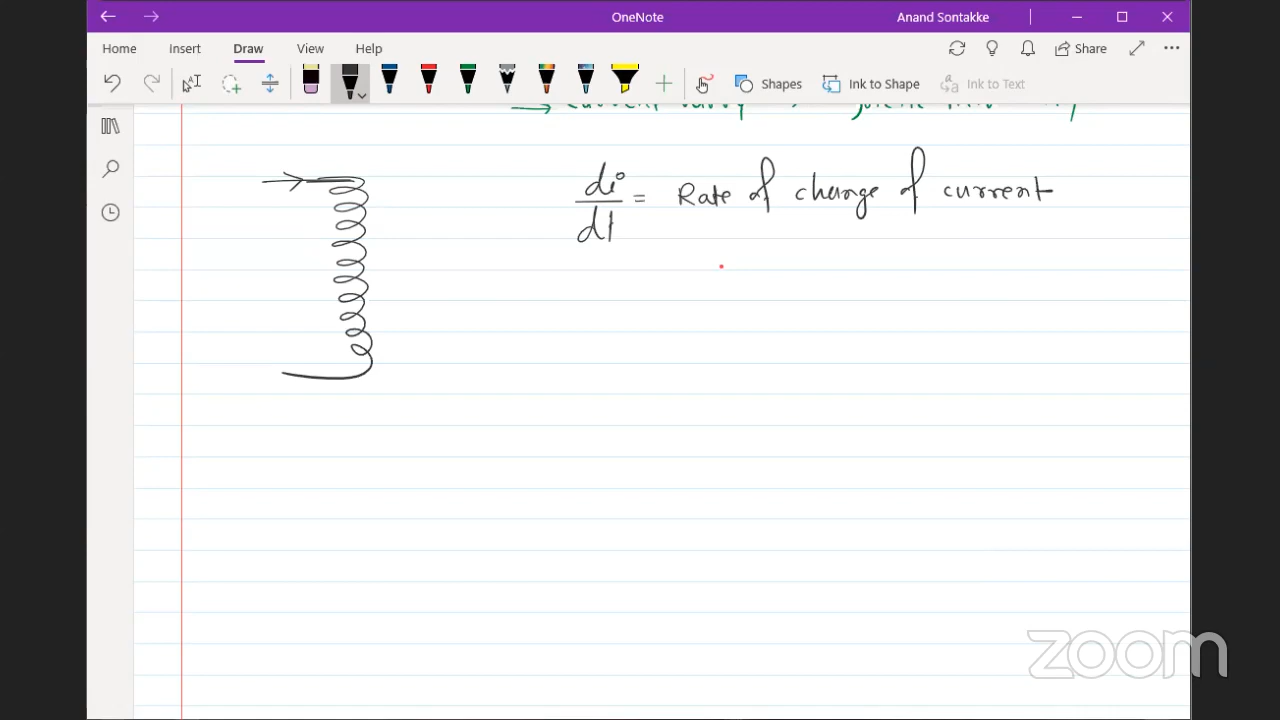 OneNote
Anand Sontakke
Home Insert Draw View Help
Share
Shapes
Ink to Shape
Ink to Text
di/dt = Rate of change of current
zoom